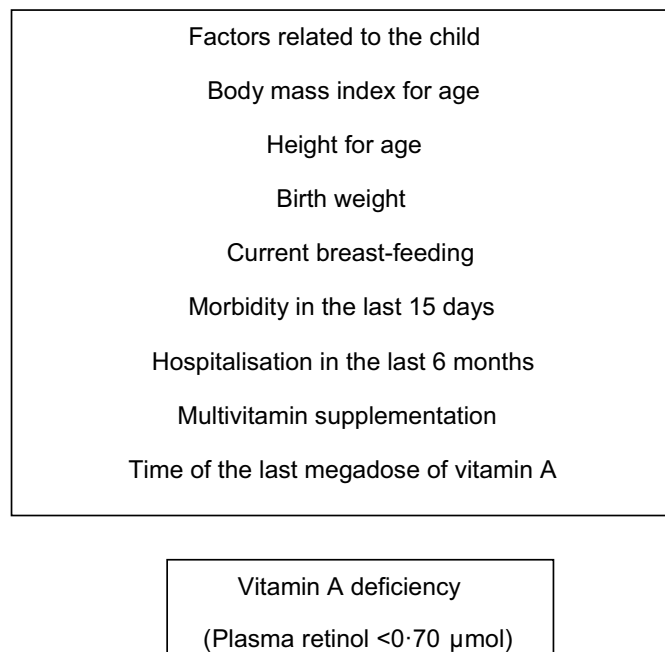 Factors related to the child
Body mass index for age
Height for age
Birth weight
Current breast-feeding
Morbidity in the last 15 days
Hospitalisation in the last 6 months
Multivitamin supplementation
Time of the last megadose of vitamin A
Vitamin A deficiency
(Plasma retinol <0·70 µmol)